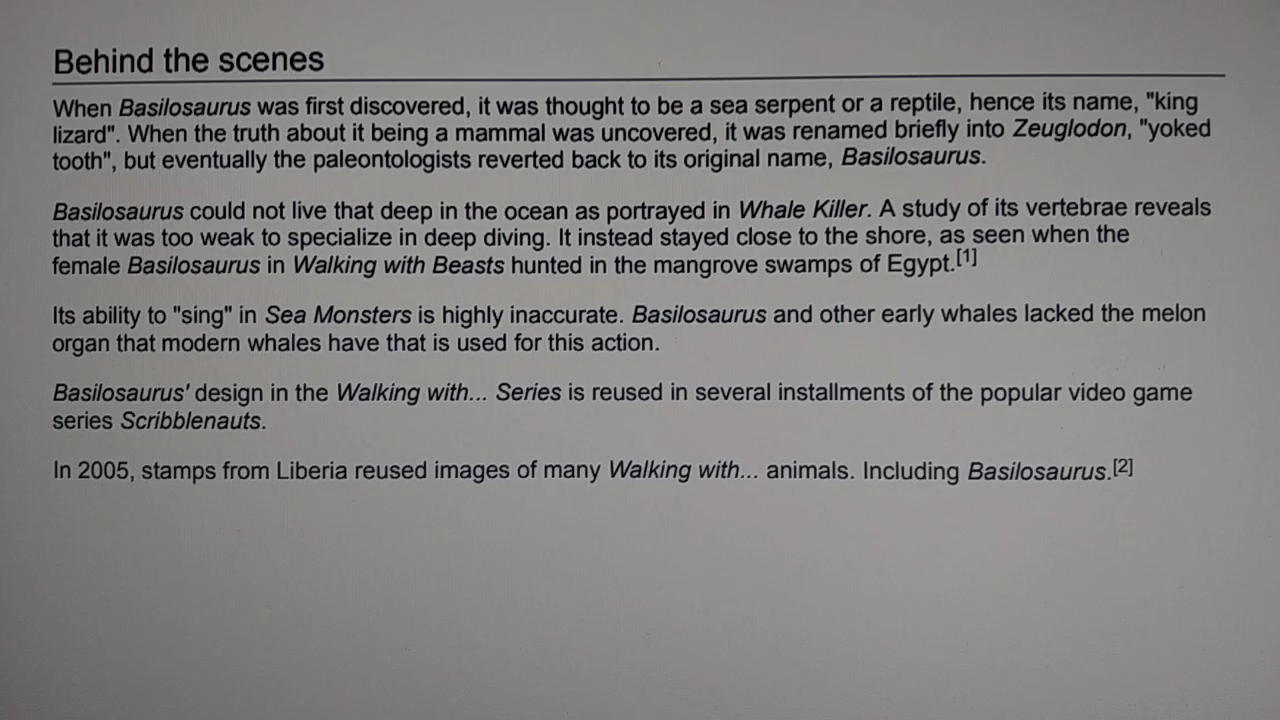 Behind the scenes
When Basilosaurus was first discovered, it was thought to be a sea serpent or a reptile, hence its name, "king
lizard". When the truth about it being a mammal was uncovered, it was renamed briefly into Zeuglodon, "yoked
tooth", but eventually the paleontologists reverted back to its original name, Basilosaurus.
Basilosaurus could not live that deep in the ocean as portrayed in Whale Killer. A study of its vertebrae reveals
that it was too weak to specialize in deep diving. It instead stayed close to the shore, as seen when the
female Basilosaurus in Walking with Beasts hunted in the mangrove swamps of Egypt.[1]
Its ability to "sing" in Sea Monsters is highly inaccurate. Basilosaurus and other early whales lacked the melon
organ that modern whales have that is used for this action.
Basilosaurus' design in the Walking with... Series is reused in several installments of the popular video game
series Scribblenauts.
In 2005, stamps from Liberia reused images of many Walking with... animals. Including Basilosaurus.[2]